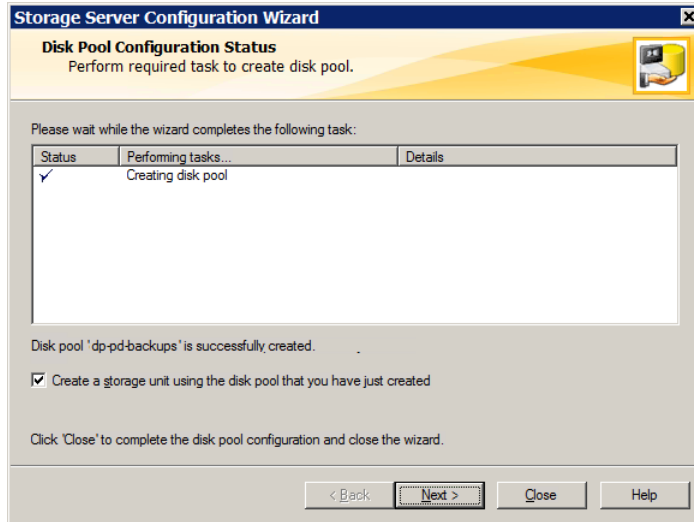 Storage Server Configuration Wizard
Disk Pool Configuration Status
Perform required task to create disk pool.
Please wait while the wizard completes the following task:
Status Performing tasks... Details
Creating disk pool
Disk pool 'dp-pd-backups' is successfully created.
Create a storage unit using the disk pool that you have just created
Click 'Close' to complete the disk pool configuration and close the wizard.
< Back Next > Close Help